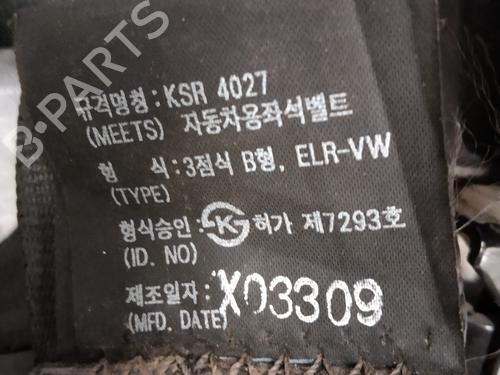 규격명칭 : KSR 4027
(MEETS) 자동차용좌석벨트
형 식 : 3점식 B형, ELR-VW
(TYPE)
형식승인 : K 허가 제7293호
(ID. NO)
제조일자 : X03309
(MFD. DATE)
B-PARTS